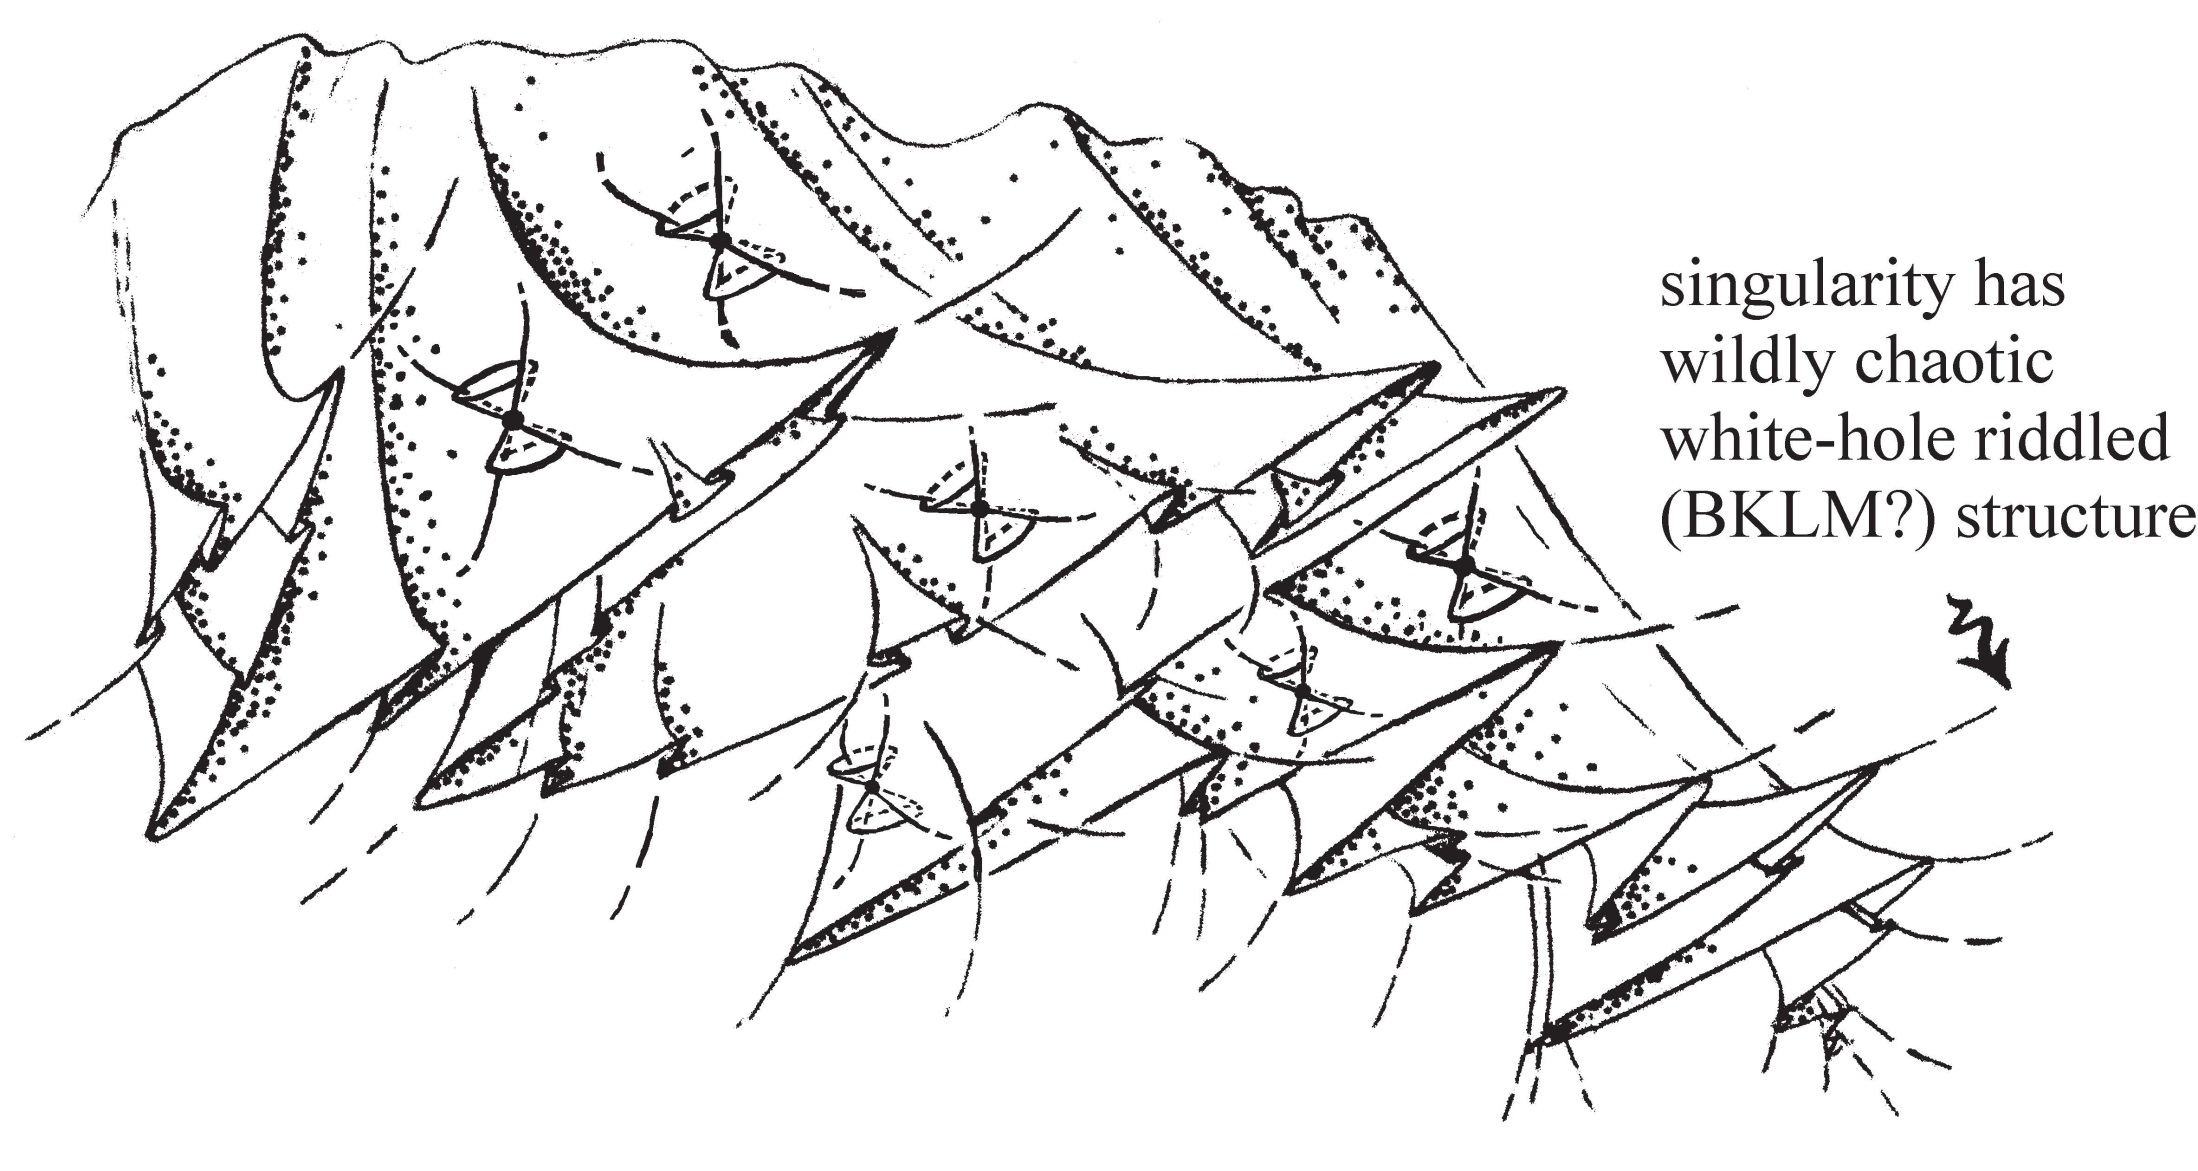 singularity has
wildly chaotic
white-hole riddled
(BKLM?) structure